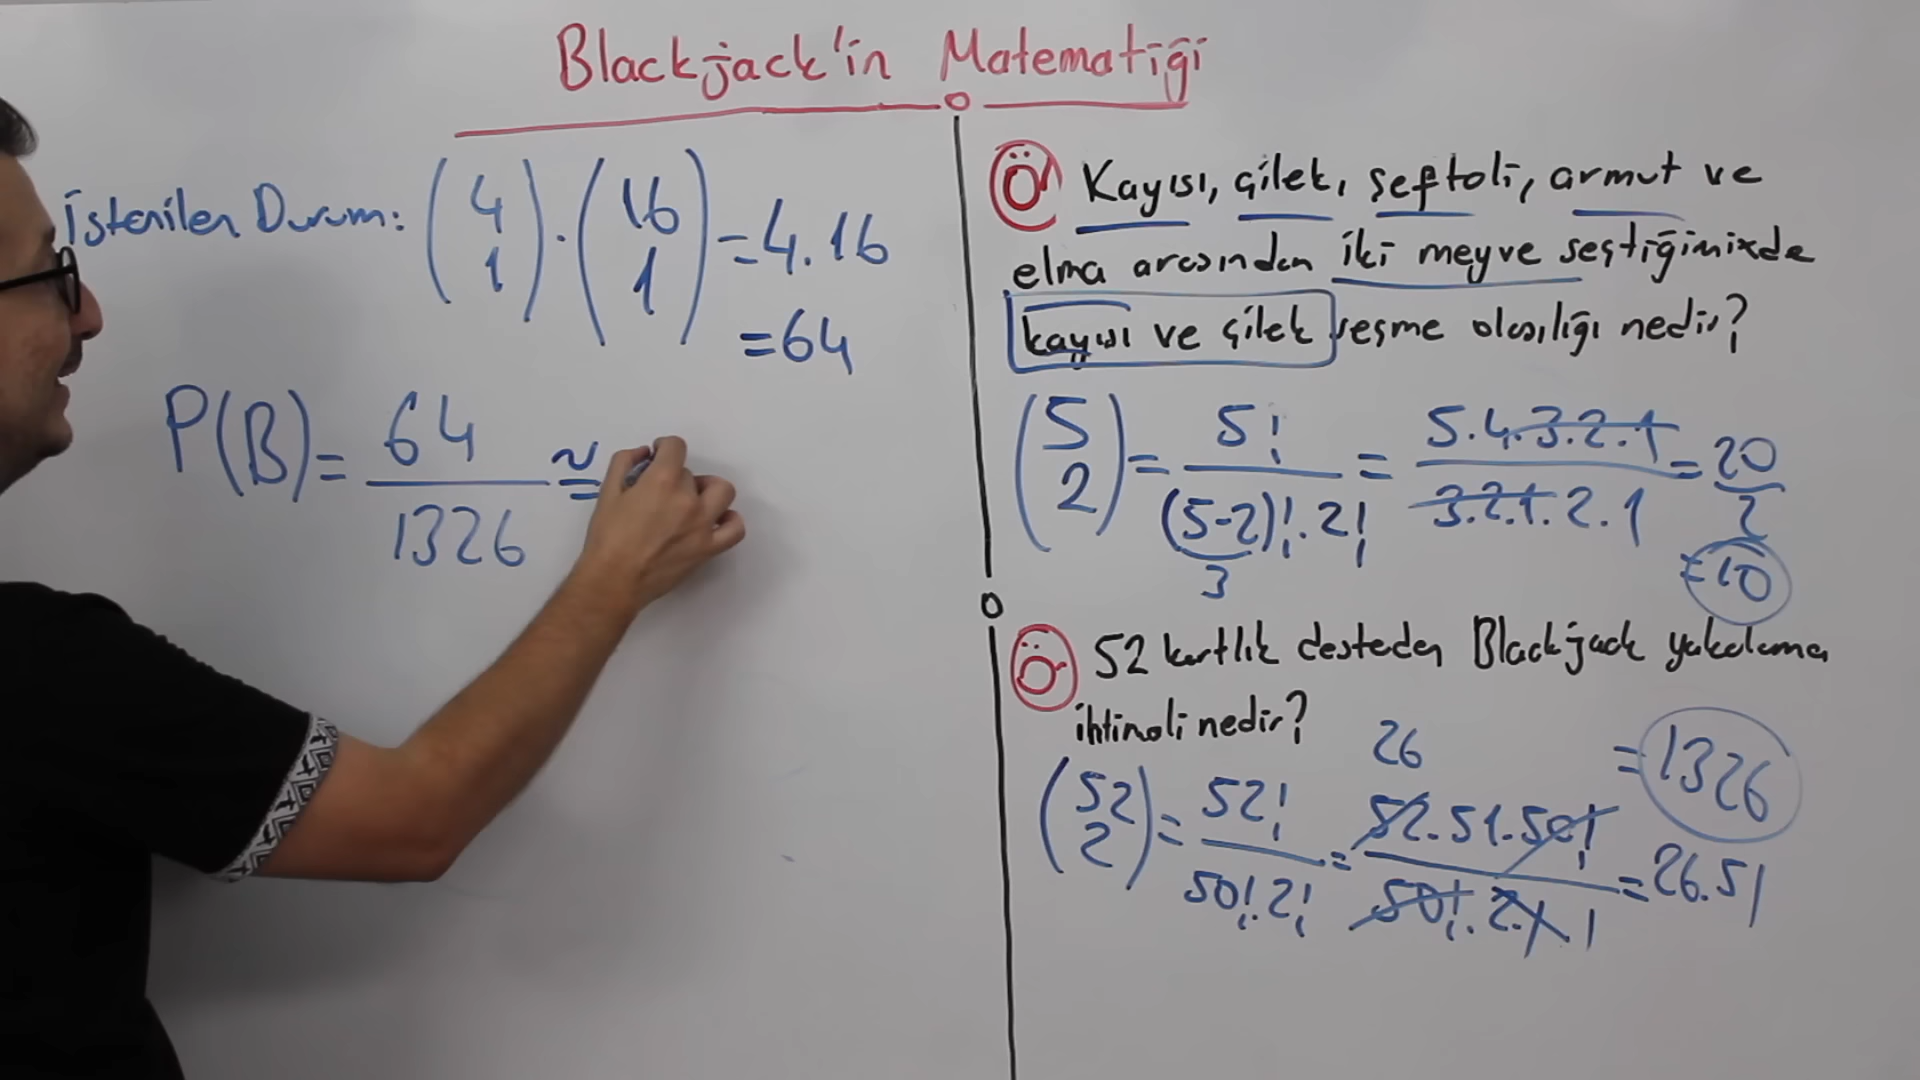 Blackjack'in Matematiği
İstenilen Durum: (4 1) . (16 1) = 4.16
= 64
P(B) = 64/1326 ≅
Ö Kayısı, çilek, şeftali, armut ve
elma arasından iki meyve seçtiğimizde
kayısı ve çilek seçme olasılığı nedir?
(5 2) = 5!/(5-2)!.2! = 5.4.3.2.1/3.2.1.2.1 = 20/2
3
= 10
Ö 52 kartlık desteden Blackjack yakalama
ihtimali nedir?
26
= 1326
(52 2) = 52!/50!.2! = 52.51.50!/50!.2.1 1 = 26.51